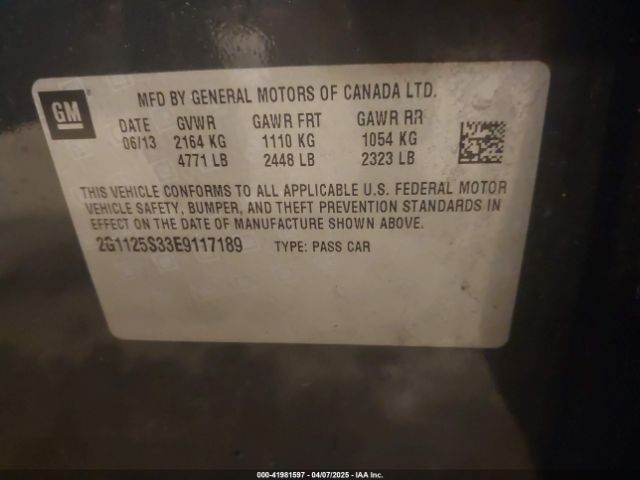 GM
MFD BY GENERAL MOTORS OF CANADA LTD.
DATE GVWR GAWR FRT GAWR RR
06/13 2164 KG 1110 KG 1054 KG
4771 LB 2448 LB 2323 LB
THIS VEHICLE CONFORMS TO ALL APPLICABLE U.S. FEDERAL MOTOR
VEHICLE SAFETY, BUMPER, AND THEFT PREVENTION STANDARDS IN
EFFECT ON THE DATE OF MANUFACTURE SHOWN ABOVE.
2G1125S33E9117189 TYPE: PASS CAR
000-41981597 - 04/07/2025 - IAA Inc.